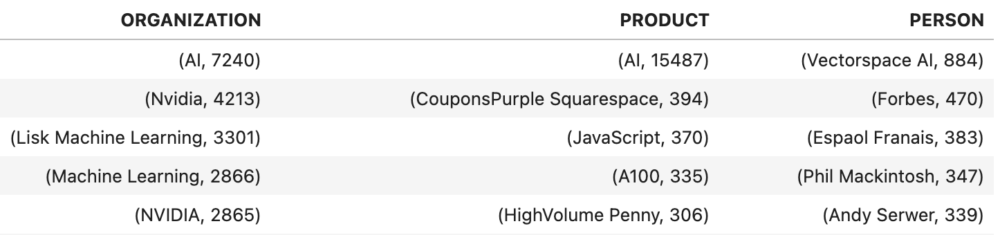 ORGANIZATION PRODUCT PERSON
(AI, 7240) (AI, 15487) (Vectorspace AI, 884)
(Nvidia, 4213) (CouponsPurple Squarespace, 394) (Forbes, 470)
(Lisk Machine Learning, 3301) (JavaScript, 370) (Espaol Franais, 383)
(Machine Learning, 2866) (A100, 335) (Phil Mackintosh, 347)
(NVIDIA, 2865) (HighVolume Penny, 306) (Andy Serwer, 339)